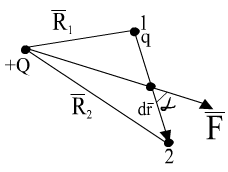 R̅₁
1
q
+Q
R̅₂
dr̅
α
F̅
2